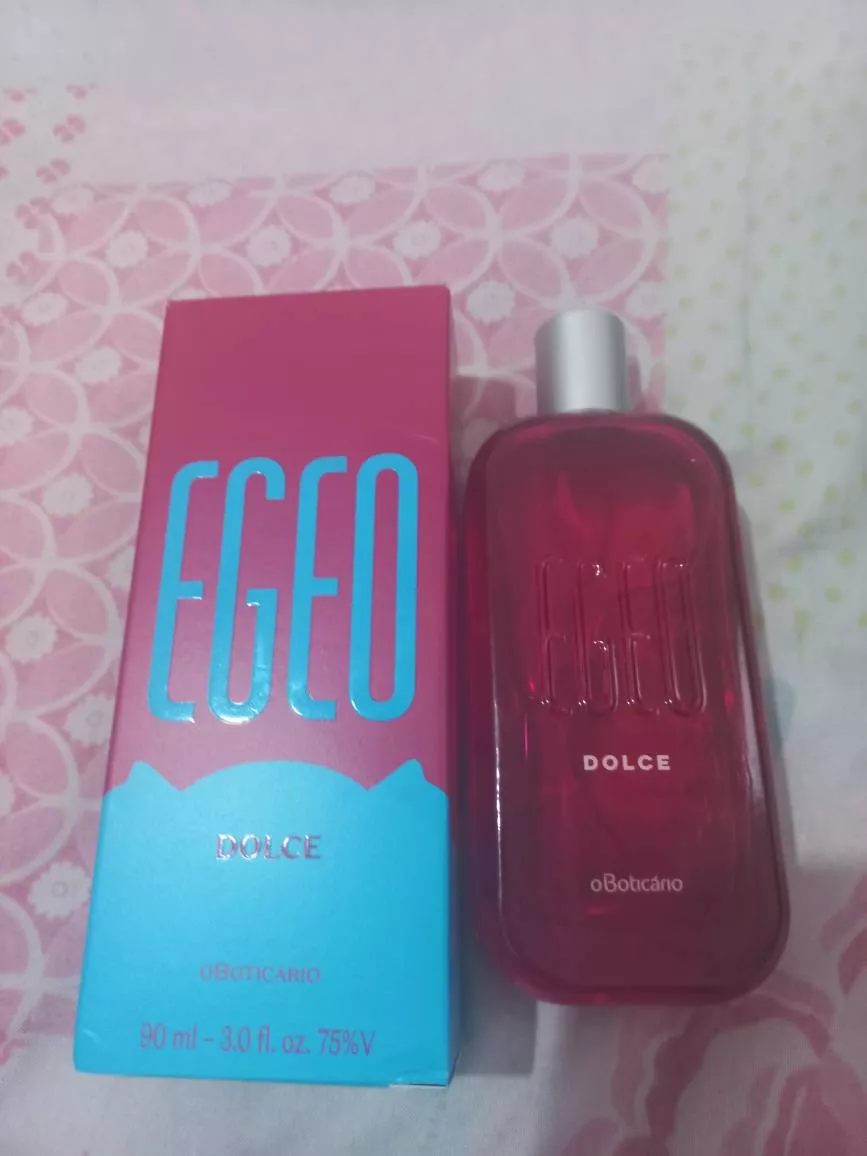 EGEO
DOLCE
oBOTICÁRIO
90 ml - 3.0 fl. oz. 75%V
EGEO
DOLCE
oBoticário